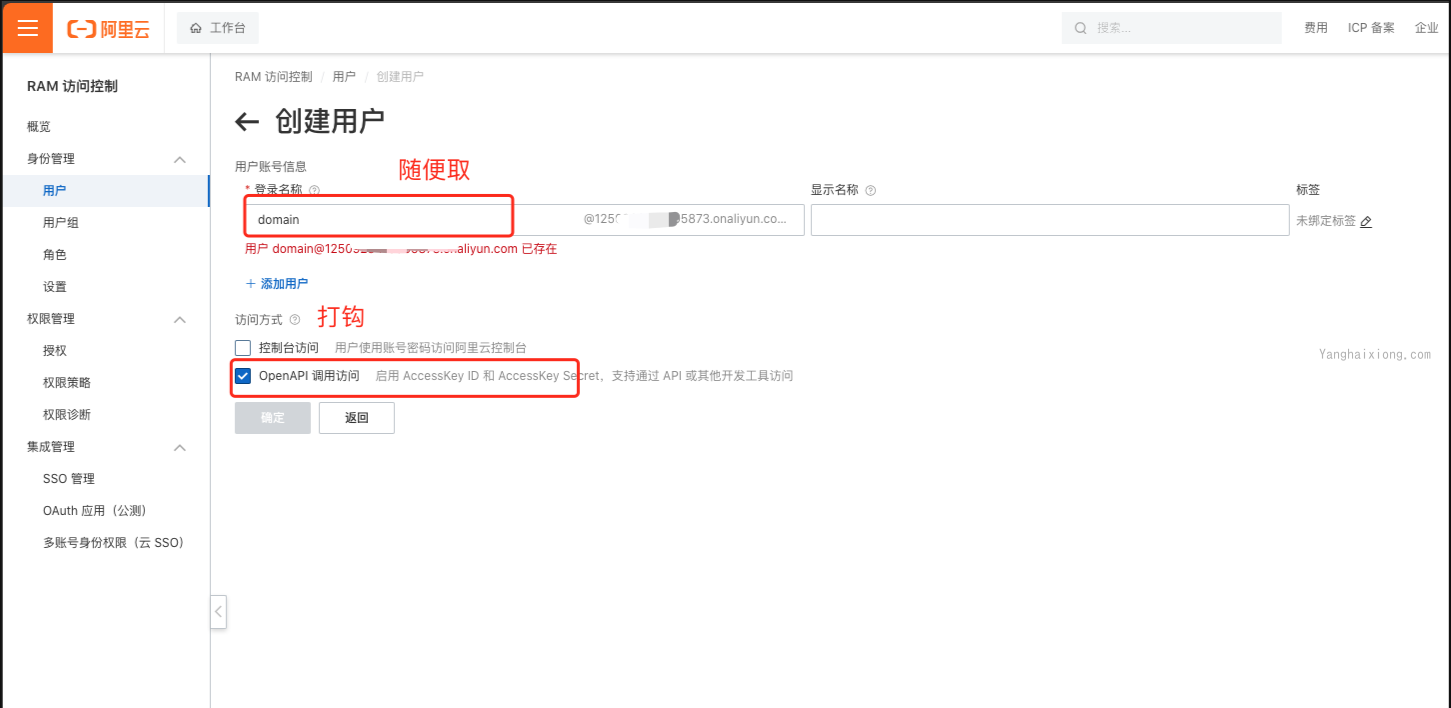 阿里云
工作台
搜索...
费用
ICP 备案
企业
RAM 访问控制
概览
身份管理
用户
用户组
角色
设置
权限管理
授权
权限策略
权限诊断
集成管理
SSO 管理
OAuth 应用（公测）
多账号身份权限（云 SSO）
RAM 访问控制 / 用户 / 创建用户
← 创建用户
用户账号信息
随便取
* 登录名称
显示名称
标签
domain
5873.onaliyun.co...
未绑定标签
用户 domain@1250 onaliyun.com 已存在
+ 添加用户
访问方式
打钩
控制台访问 用户使用账号密码访问阿里云控制台
OpenAPI 调用访问 启用 AccessKey ID 和 AccessKey Secret，支持通过 API 或其他开发工具访问
确定
返回
Yanghaixiong.com